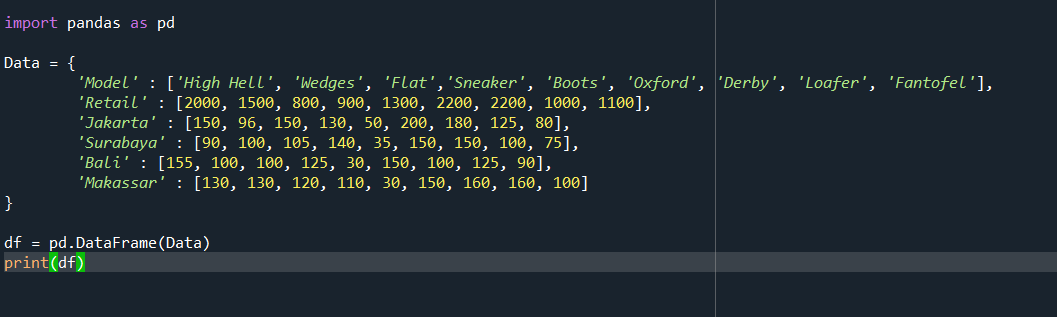 import pandas as pd
Data = {
'Model' : ['High Hell', 'Wedges', 'Flat','Sneaker', 'Boots', 'Oxford', 'Derby', 'Loafer', 'Fantofel'],
'Retail' : [2000, 1500, 800, 900, 1300, 2200, 2200, 1000, 1100],
'Jakarta' : [150, 96, 150, 130, 50, 200, 180, 125, 80],
'Surabaya' : [90, 100, 105, 140, 35, 150, 150, 100, 75],
'Bali' : [155, 100, 100, 125, 30, 150, 100, 125, 90],
'Makassar' : [130, 130, 120, 110, 30, 150, 160, 160, 100]
}
df = pd.DataFrame(Data)
print(df)